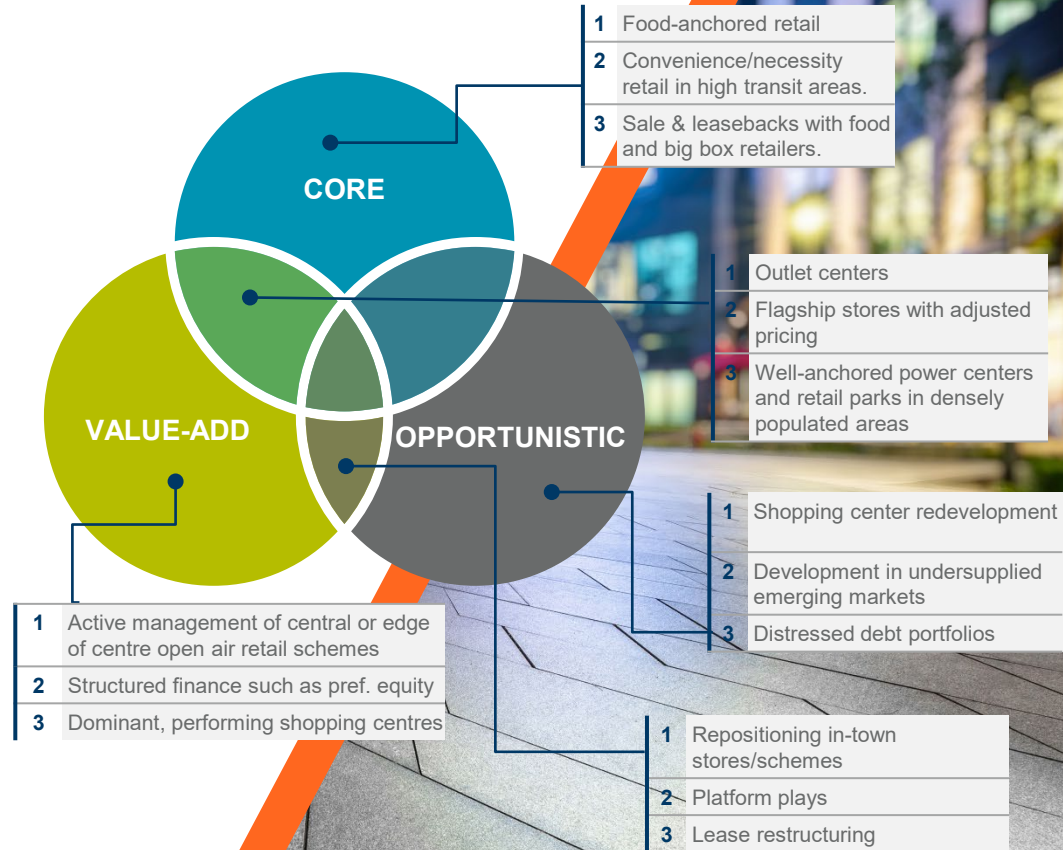 1 Food-anchored retail
2 Convenience/necessity
retail in high transit areas.
3 Sale & leasebacks with food
and big box retailers.
CORE
1 Outlet centers
2 Flagship stores with adjusted
pricing
3 Well-anchored power centers
and retail parks in densely
populated areas
VALUE-ADD
OPPORTUNISTIC
1 Shopping center redevelopment
2 Development in undersupplied
emerging markets
3 Distressed debt portfolios
1 Active management of central or edge
of centre open air retail schemes
2 Structured finance such as pref. equity
3 Dominant, performing shopping centres
1 Repositioning in-town
stores/schemes
2 Platform plays
3 Lease restructuring